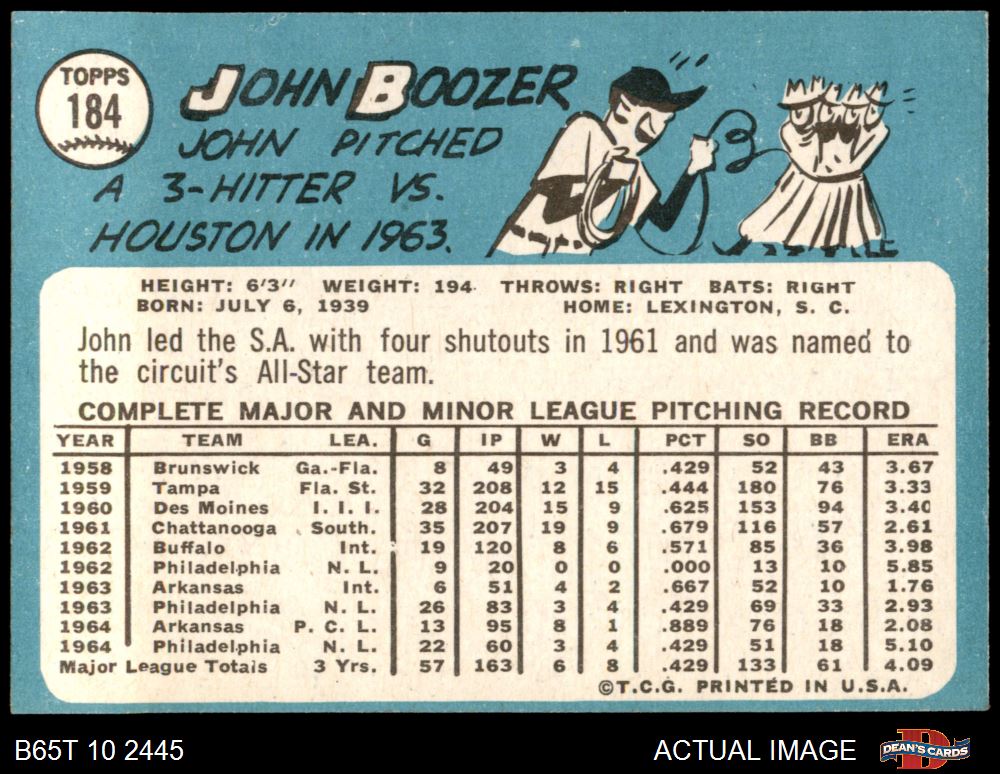 TOPPS
184
JOHN BOOZER
JOHN PITCHED
A 3-HITTER VS.
HOUSTON IN 1963.
HEIGHT: 6'3" WEIGHT: 194 THROWS: RIGHT BATS: RIGHT
BORN: JULY 6, 1939 HOME: LEXINGTON, S. C.
John led the S.A. with four shutouts in 1961 and was named to
the circuit's All-Star team.
COMPLETE MAJOR AND MINOR LEAGUE PITCHING RECORD
YEAR TEAM LEA. G IP W L PCT SO BB ERA
1958 Brunswick Ga.-Fla. 8 49 3 4 .429 52 43 3.67
1959 Tampa Fla. St. 32 208 12 15 .444 180 76 3.33
1960 Des Moines I. I. I. 28 204 15 9 .625 153 94 3.40
1961 Chattanooga South. 35 207 19 9 .679 116 57 2.61
1962 Buffalo Int. 19 120 8 6 .571 85 36 3.98
1962 Philadelphia N. L. 9 20 0 0 .000 13 10 5.85
1963 Arkansas Int. 6 51 4 2 .667 52 10 1.76
1963 Philadelphia N. L. 26 83 3 4 .429 69 33 2.93
1964 Arkansas P. C. L. 13 95 8 1 .889 76 18 2.08
1964 Philadelphia N. L. 22 60 3 4 .429 51 18 5.10
Major League Totals 3 Yrs. 57 163 6 8 .429 133 61 4.09
©T.C.G. PRINTED IN U.S.A.
B65T 10 2445 ACTUAL IMAGE DEAN'S CARDS